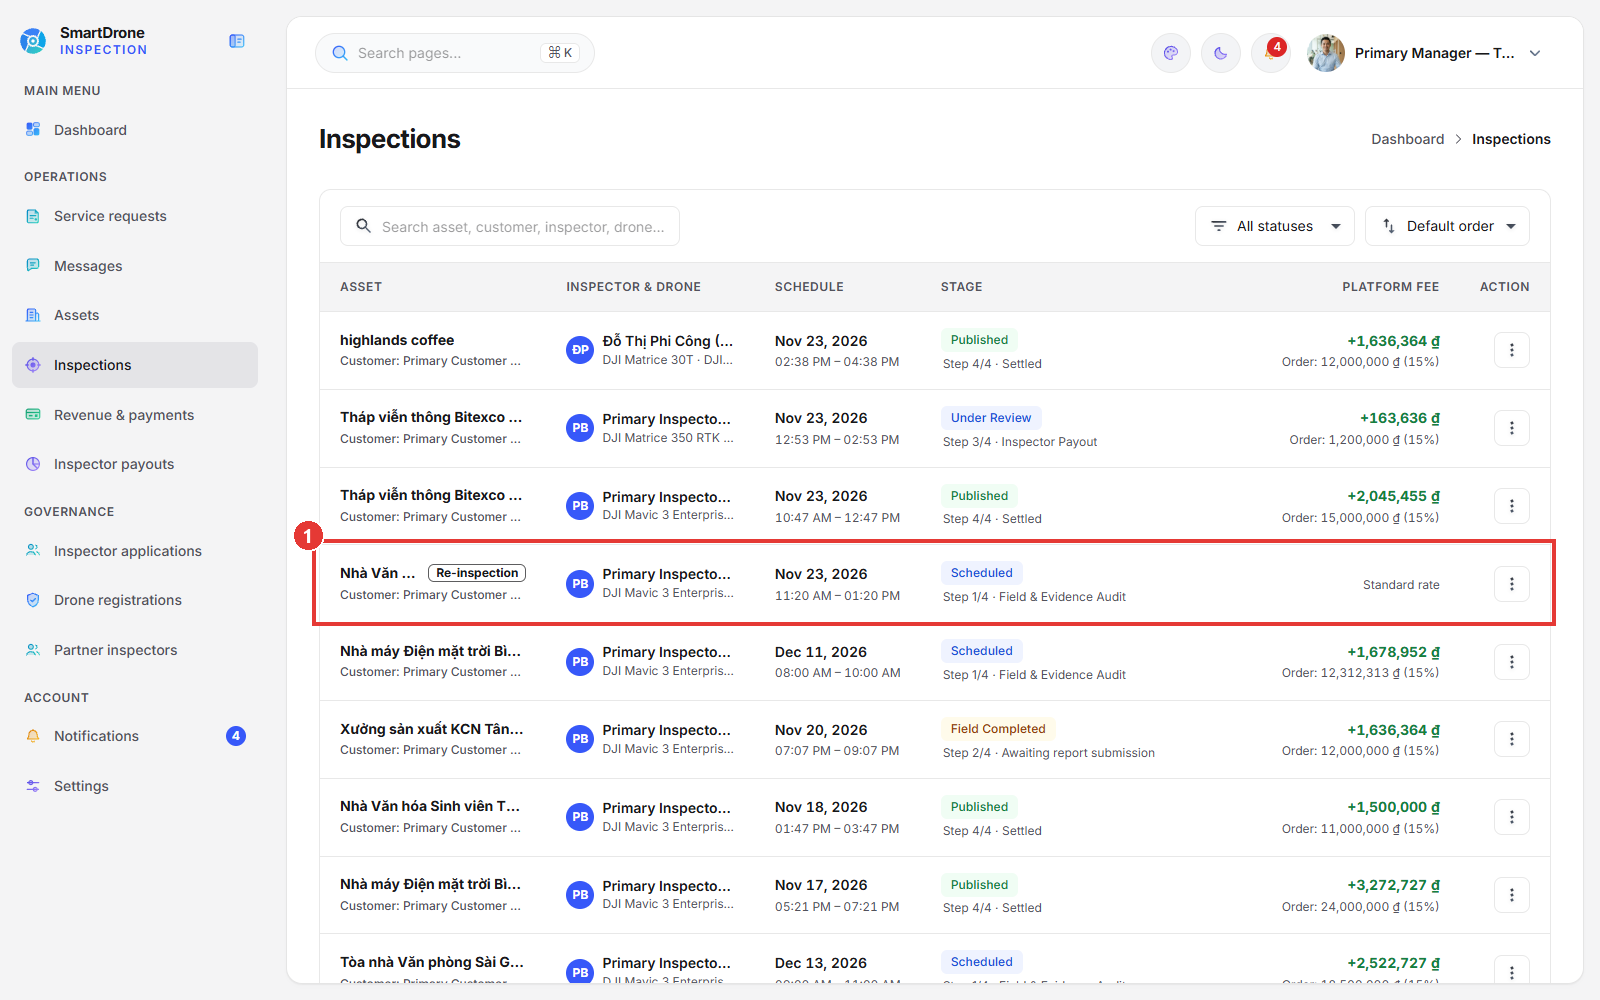 SmartDrone
INSPECTION
MAIN MENU
Dashboard
OPERATIONS
Service requests
Messages
Assets
Inspections
Revenue & payments
Inspector payouts
GOVERNANCE
Inspector applications
Drone registrations
Partner inspectors
ACCOUNT
Notifications 4
Settings
Search pages... ⌘ K
4
Primary Manager — T...
Inspections
Dashboard > Inspections
Search asset, customer, inspector, drone...
All statuses
Default order
ASSET INSPECTOR & DRONE SCHEDULE STAGE PLATFORM FEE ACTION
highlands coffee ĐP Đỗ Thị Phi Công (... Nov 23, 2026 Published +1,636,364 ₫
Customer: Primary Customer ... DJI Matrice 30T · DJI... 02:38 PM – 04:38 PM Step 4/4 · Settled Order: 12,000,000 ₫ (15%)
Tháp viễn thông Bitexco ... PB Primary Inspecto... Nov 23, 2026 Under Review +163,636 ₫
Customer: Primary Customer ... DJI Matrice 350 RTK ... 12:53 PM – 02:53 PM Step 3/4 · Inspector Payout Order: 1,200,000 ₫ (15%)
Tháp viễn thông Bitexco ... PB Primary Inspecto... Nov 23, 2026 Published +2,045,455 ₫
Customer: Primary Customer ... DJI Mavic 3 Enterpris... 10:47 AM – 12:47 PM Step 4/4 · Settled Order: 15,000,000 ₫ (15%)
1
Nhà Văn ... Re-inspection PB Primary Inspecto... Nov 23, 2026 Scheduled Standard rate
Customer: Primary Customer ... DJI Mavic 3 Enterpris... 11:20 AM – 01:20 PM Step 1/4 · Field & Evidence Audit
Nhà máy Điện mặt trời Bì... PB Primary Inspecto... Dec 11, 2026 Scheduled +1,678,952 ₫
Customer: Primary Customer ... DJI Mavic 3 Enterpris... 08:00 AM – 10:00 AM Step 1/4 · Field & Evidence Audit Order: 12,312,313 ₫ (15%)
Xưởng sản xuất KCN Tân... PB Primary Inspecto... Nov 20, 2026 Field Completed +1,636,364 ₫
Customer: Primary Customer ... DJI Mavic 3 Enterpris... 07:07 PM – 09:07 PM Step 2/4 · Awaiting report submission Order: 12,000,000 ₫ (15%)
Nhà Văn hóa Sinh viên T... PB Primary Inspecto... Nov 18, 2026 Published +1,500,000 ₫
Customer: Primary Customer ... DJI Mavic 3 Enterpris... 01:47 PM – 03:47 PM Step 4/4 · Settled Order: 11,000,000 ₫ (15%)
Nhà máy Điện mặt trời Bì... PB Primary Inspecto... Nov 17, 2026 Published +3,272,727 ₫
Customer: Primary Customer ... DJI Mavic 3 Enterpris... 05:21 PM – 07:21 PM Step 4/4 · Settled Order: 24,000,000 ₫ (15%)
Tòa nhà Văn phòng Sài G... PB Primary Inspecto... Dec 13, 2026 Scheduled +2,522,727 ₫